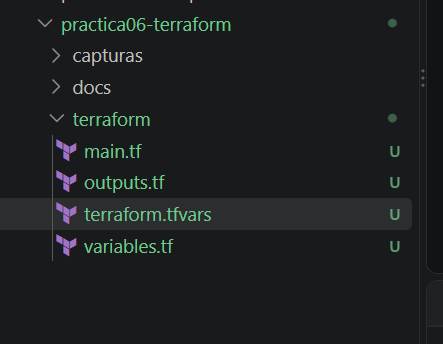 practica06-terraform
capturas
docs
terraform
main.tf U
outputs.tf U
terraform.tfvars U
variables.tf U